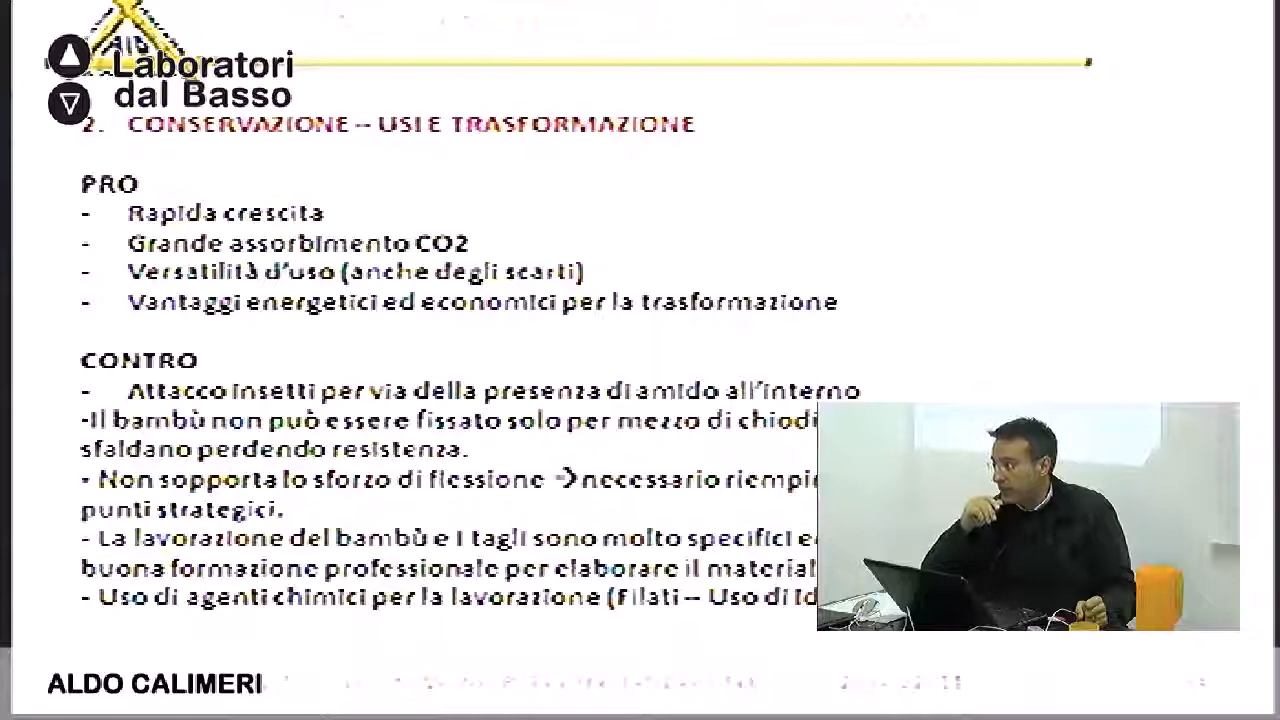 Laboratori
dal Basso
2. CONSERVAZIONE – USI E TRASFORMAZIONE
PRO
- Rapida crescita
- Grande assorbimento CO2
- Versatilità d'uso (anche degli scarti)
- Vantaggi energetici ed economici per la trasformazione
CONTRO
- Attacco insetti per via della presenza di amido all'interno
-Il bambù non può essere fissato solo per mezzo di chiodi
sfaldano perdendo resistenza.
- Non sopporta lo sforzo di flessione → necessario
punti strategici.
- La lavorazione del bambù e i tagli sono molto specifici
buona formazione professionale per elaborare il
- Uso di agenti chimici per la lavorazione (Filati – Uso di
ALDO CALIMERI